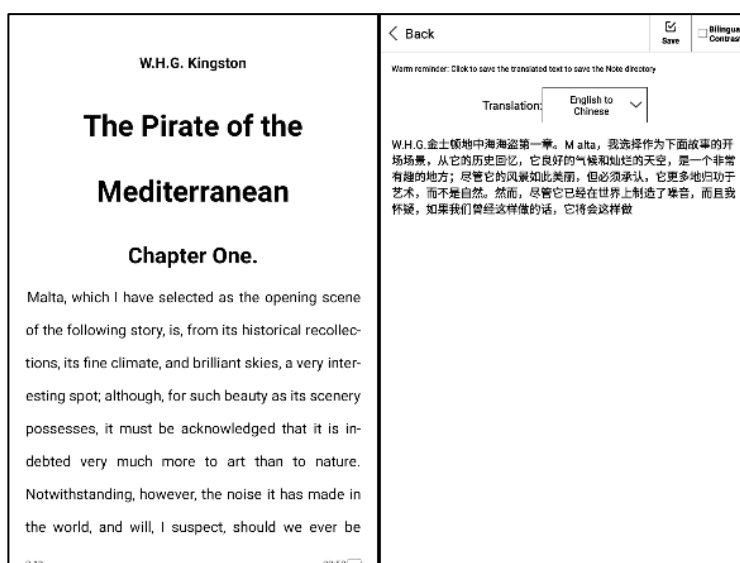 W.H.G. Kingston
The Pirate of the
Mediterranean
Chapter One.
Malta, which I have selected as the opening scene
of the following story, is, from its historical recollec-
tions, its fine climate, and brilliant skies, a very inter-
esting spot; although, for such beauty as its scenery
possesses, it must be acknowledged that it is in-
debted very much more to art than to nature.
Notwithstanding, however, the noise it has made in
the world, and will, I suspect, should we ever be
Back
Save
Bilingua
Contras
Warm reminder: Click to save the translated text to save the Note directory
Translation:
English to
Chinese
W.H.G.金士顿地中海海盗第一章。M alta，我选择作为下面故事的开
场场景，从它的历史回忆，它良好的气候和灿烂的天空，是一个非常
有趣的地方；尽管它的风景如此美丽，但必须承认，它更多地归功于
艺术，而不是自然。然而，尽管它已经在世界上制造了噪音，而且我
怀疑，如果我们曾经这样做的话，它将会这样做